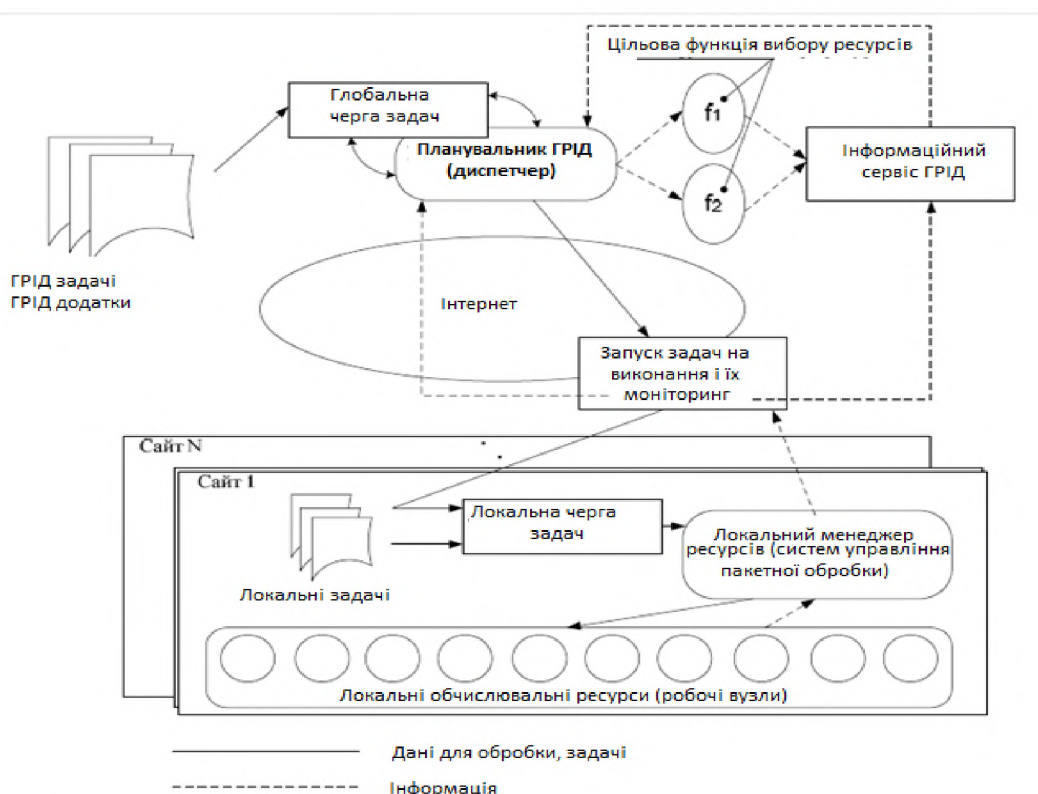 Цільова функція вибору ресурсів
Глобальна
черга задач
Планувальник ГРІД
(диспетчер)
f1
f2
Інформаційний
сервіс ГРІД
ГРІД задачі
ГРІД додатки
Інтернет
Запуск задач на
виконання і їх
моніторинг
Сайт N
Сайт 1
Локальна черга
задач
Локальний менеджер
ресурсів (систем управління
пакетної обробки)
Локальні задачі
Локальні обчислювальні ресурси (робочі вузли)
Дані для обробки, задачі
Інформація